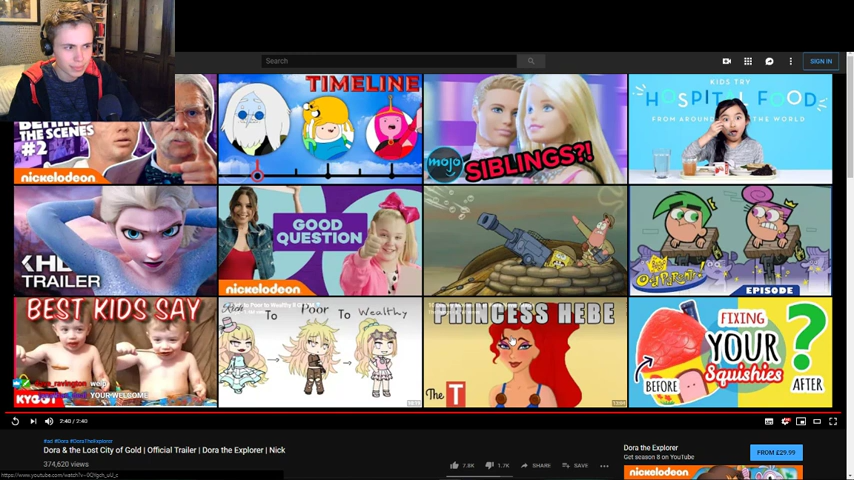 Search
SIGN IN
THE SCENES
#2
nickelodeon
TIMELINE
mojo
SIBLINGS?!
KIDS TRY
HOSPITAL FOOD
FROM AROUND THE WORLD
TRAILER
GOOD
QUESTION
nickelodeon
Odd Parents
EPISODE
BEST KIDS SAY
YOUR WELCOME
Rich To Poor To Wealthy
PRINCESS HEBE
The T
FIXING
YOUR
Squishies
?
BEFORE
AFTER
2:40 / 2:40
#ad #Dora #DoraTheExplorer
Dora & the Lost City of Gold | Official Trailer | Dora the Explorer | Nick
374,620 views
7.8K
1.7K
SHARE
SAVE
Dora the Explorer
Get season 8 on YouTube
FROM £29.99
nickelodeon